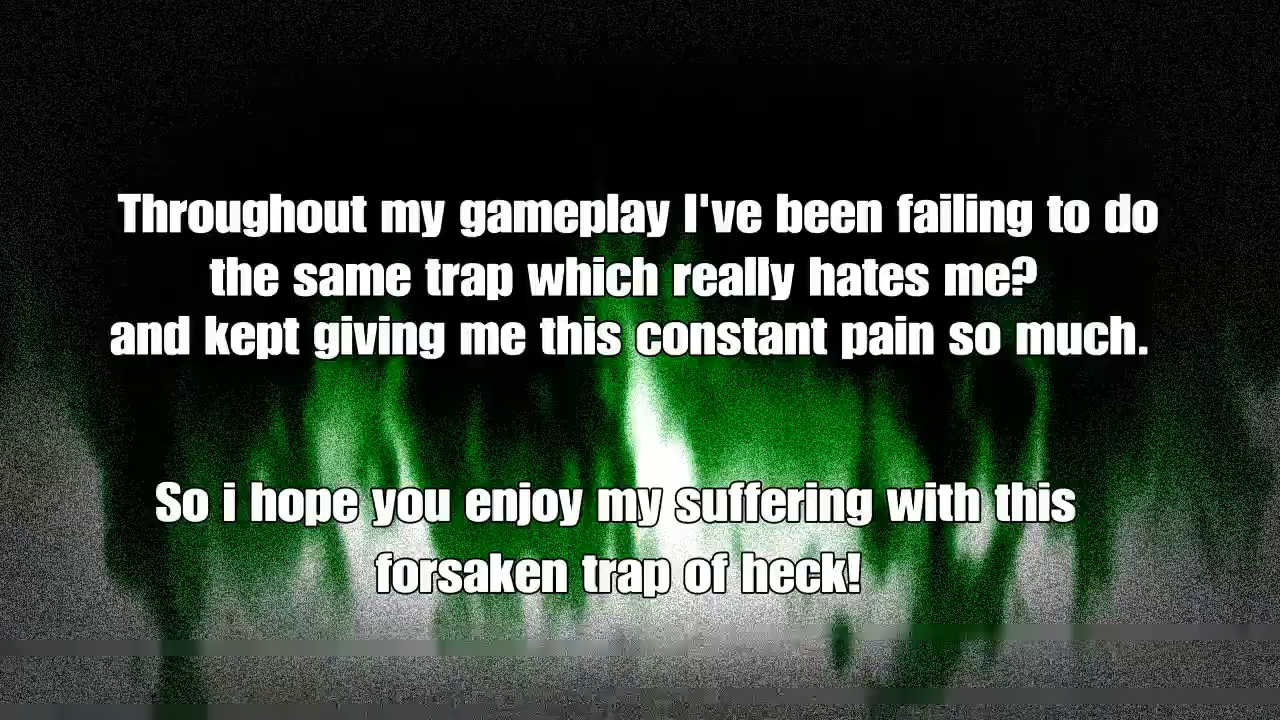 Throughout my gameplay I've been failing to do
the same trap which really hates me?
and kept giving me this constant pain so much.
So i hope you enjoy my suffering with this
forsaken trap of heck!